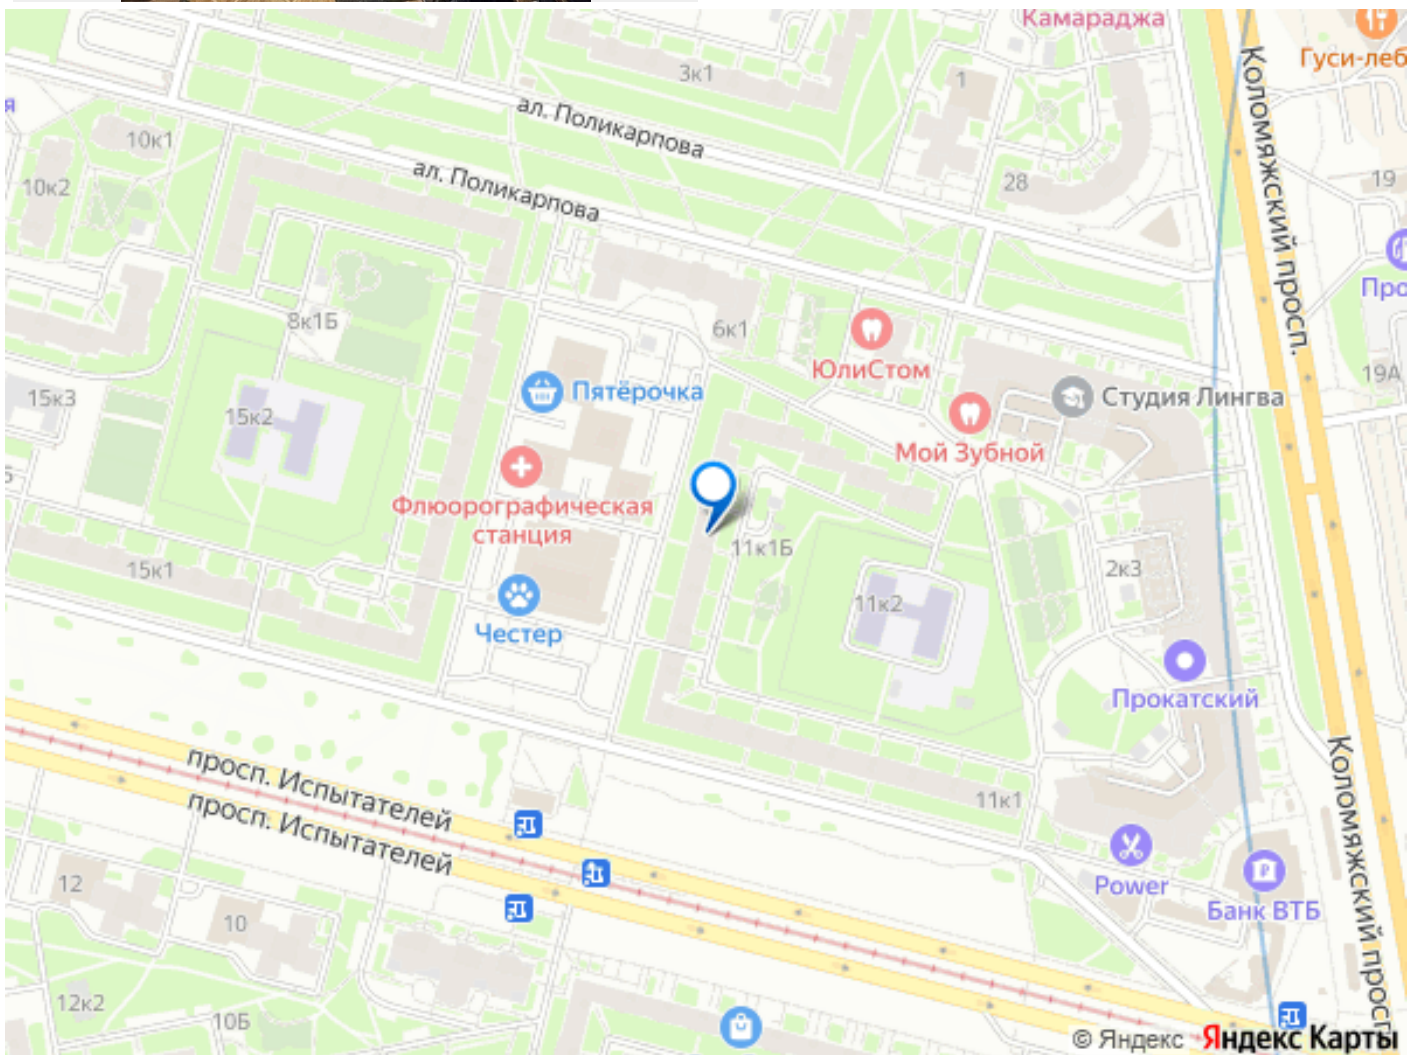 Камараджа
Гуси-леб
3к1
1
ал. Поликарпова
Коломяжский просп.
10к1
ал. Поликарпова
10к2
28
19
Про
8к1Б
6к1
ЮлиСтом
19А
15к3
Пятёрочка
Студия Лингва
15к2
Мой Зубной
Флюорографическая
станция
11к1Б
15к1
2к3
11к2
Честер
Прокатский
просп. Испытателей
11к1
Коломяжский просп
просп. Испытателей
Power
12
Банк ВТБ
10
12к2
10Б
© Яндекс Яндекс Карты